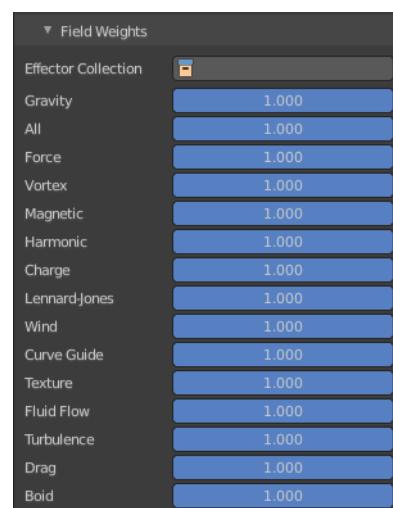 Field Weights
Effector Collection
Gravity 1.000
All 1.000
Force 1.000
Vortex 1.000
Magnetic 1.000
Harmonic 1.000
Charge 1.000
Lennard-Jones 1.000
Wind 1.000
Curve Guide 1.000
Texture 1.000
Fluid Flow 1.000
Turbulence 1.000
Drag 1.000
Boid 1.000